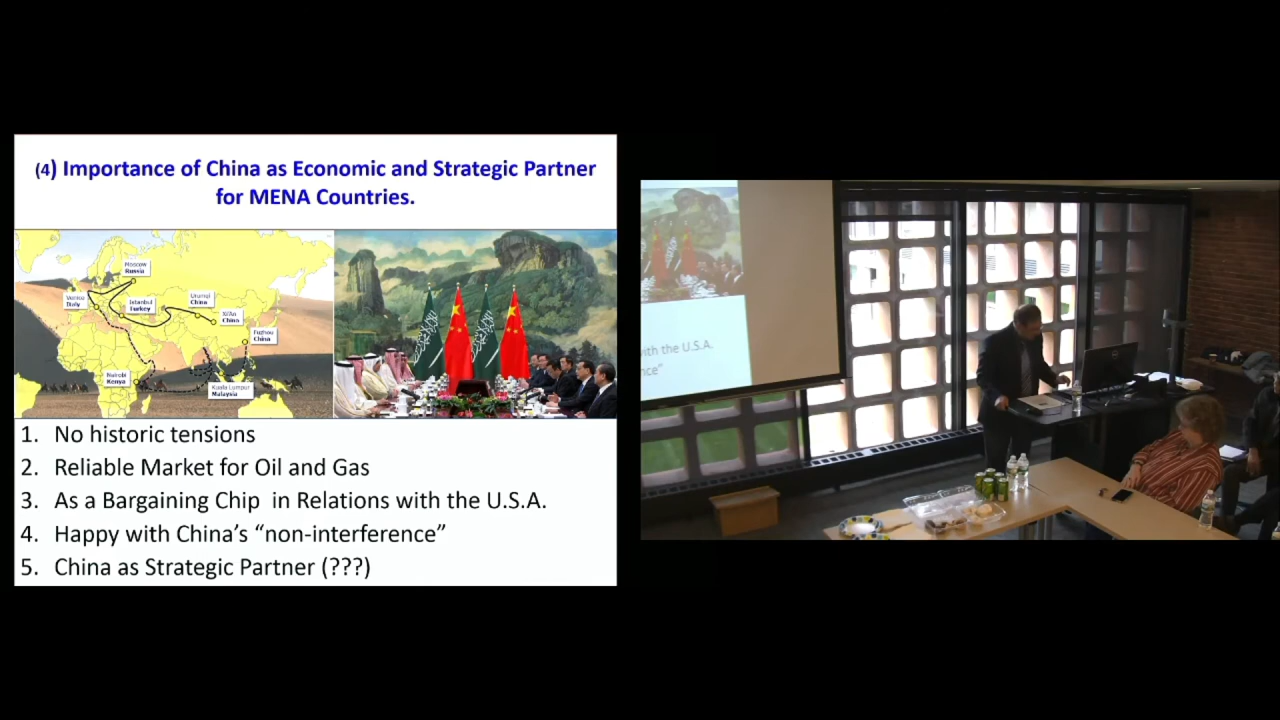 (4) Importance of China as Economic and Strategic Partner
for MENA Countries.
Moscow
Russia
Venice
Italy
Istanbul
Turkey
Urumqi
China
Xi'An
China
Fuzhou
China
Nairobi
Kenya
Kuala Lumpur
Malaysia
1. No historic tensions
2. Reliable Market for Oil and Gas
3. As a Bargaining Chip in Relations with the U.S.A.
4. Happy with China's "non-interference"
5. China as Strategic Partner (???)
with the U.S.A.
nce"